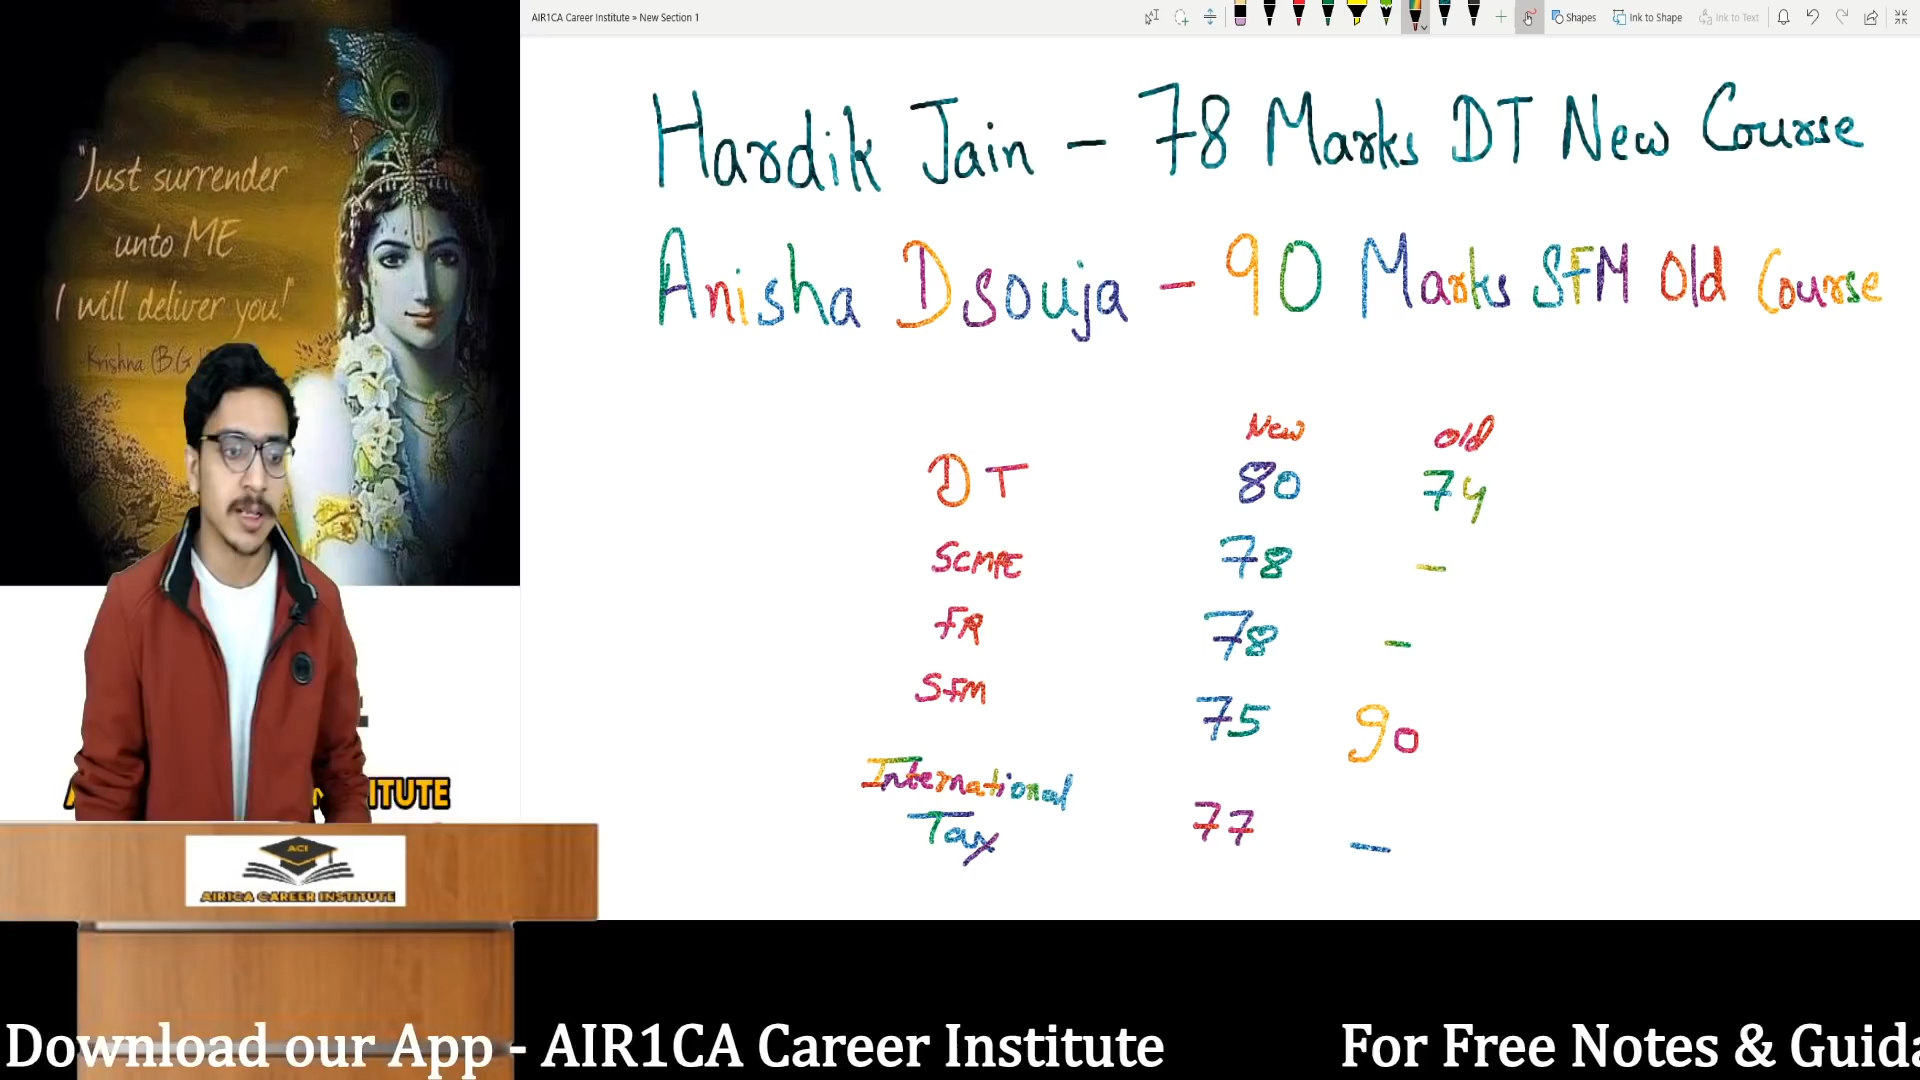 AIR1CA Career Institute » New Section 1
Shapes
Ink to Shape
Ink to Text
"Just surrender
unto ME
I will deliver you!"
Krishna (B.G.
Hardik Jain - 78 Marks DT New Course
Anisha Dsouja - 90 Marks SFM Old Course
New Old
DT 80 74
SCMPE 78 -
FR 78 -
SFM 75 90
International
Tax 77 -
ITUTE
ACI
AIR1CA CAREER INSTITUTE
Download our App - AIR1CA Career Institute For Free Notes & Guida